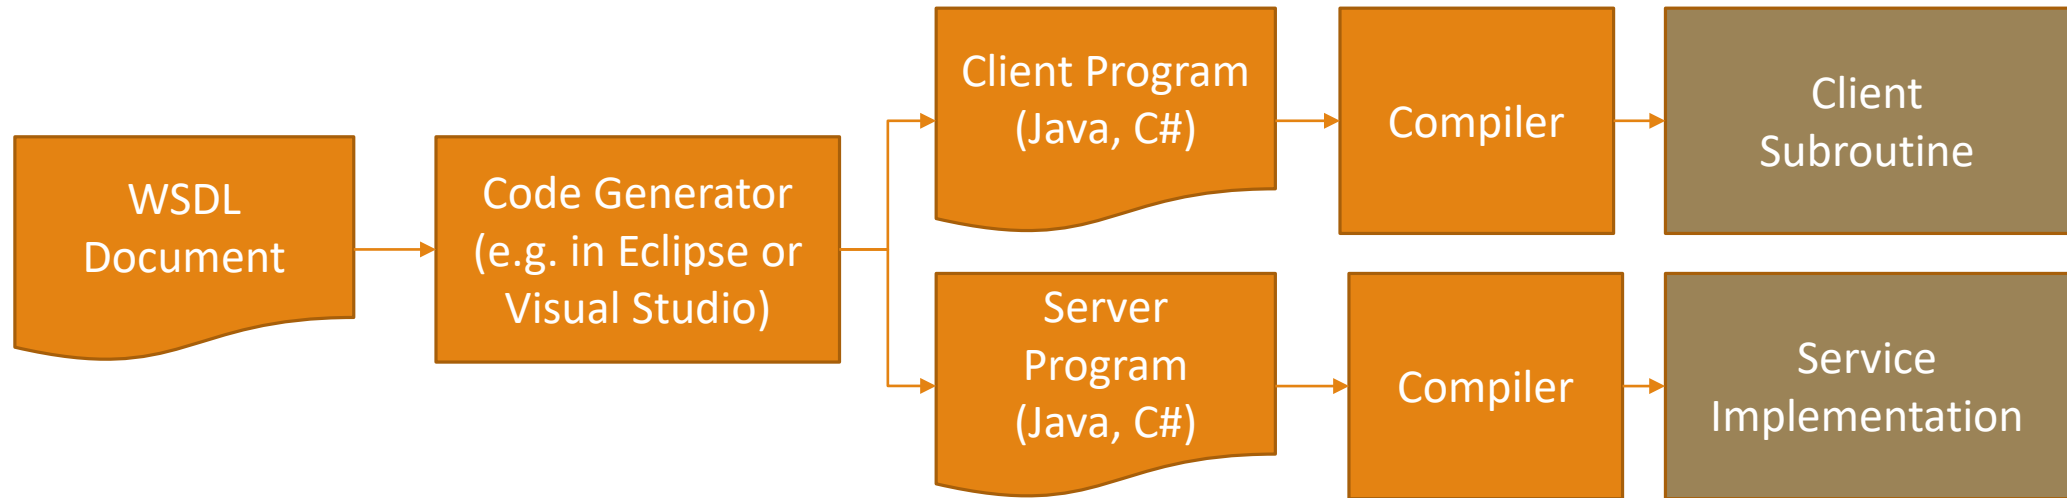 WSDL
Document
Code Generator
(e.g. in Eclipse or
Visual Studio)
Client Program
(Java, C#)
Compiler
Client
Subroutine
Server
Program
(Java, C#)
Compiler
Service
Implementation